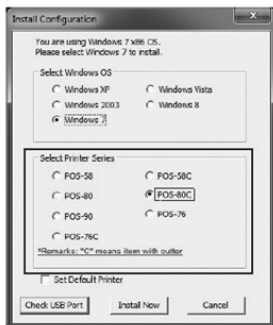 Install Configuration
You are using Windows 7 x86 OS.
Please select Windows 7 to install.
Select Windows OS
Windows XP Windows Vista
Windows 2003 Windows 8
Windows 7
Select Printer Series
POS-58 POS-58C
POS-80 POS-80C
POS-90 POS-76
POS-76C
*Remarks: "C" means item with cutter
Set Default Printer
Check USB Port Install Now Cancel